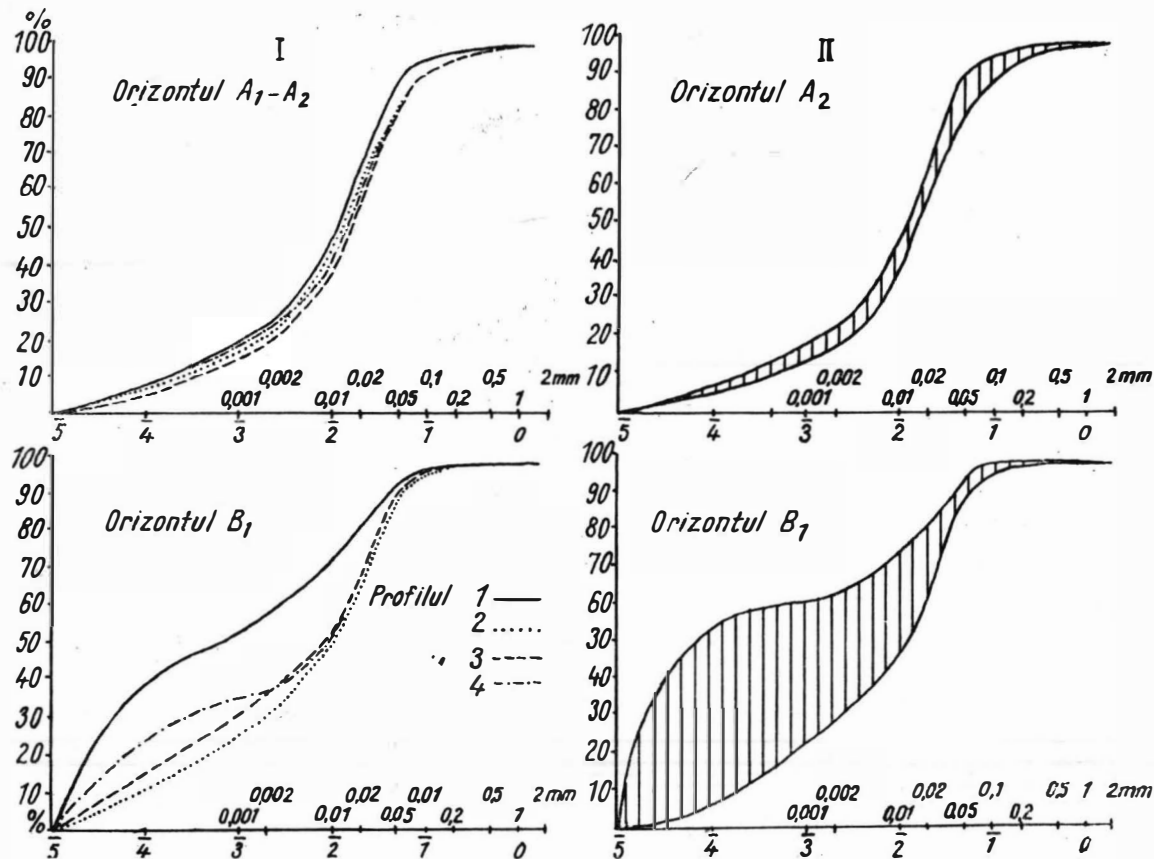 %
100
90
80
70
60
50
40
30
20
10
I
Orizontul A1-A2
0,002 0,02 0,1 0,5 2mm
0,001 0,01 0,05 0,2 1
5̄ 4̄ 3̄ 2̄ 1̄ 0
100
90
80
70
60
50
40
30
20
10
II
Orizontul A2
0,002 0,02 0,1 0,5 2mm
0,001 0,01 0,05 0,2 1
5̄ 4̄ 3̄ 2̄ 1̄ 0
100
90
80
70
60
50
40
30
20
10
%
Orizontul B1
Profilul 1
2
3
4
0,002 0,02 0,01 0,5 2mm
0,001 0,01 0,05 0,2 1
5̄ 4̄ 3̄ 2̄ 1̄ 0
100
90
80
70
60
30
40
30
20
10
Orizontul B1
0,002 0,02 0,1 0,5 1 2mm
0,001 0,01 0,05 0,2
5̄ 4̄ 3̄ 2̄ 1̄ 0